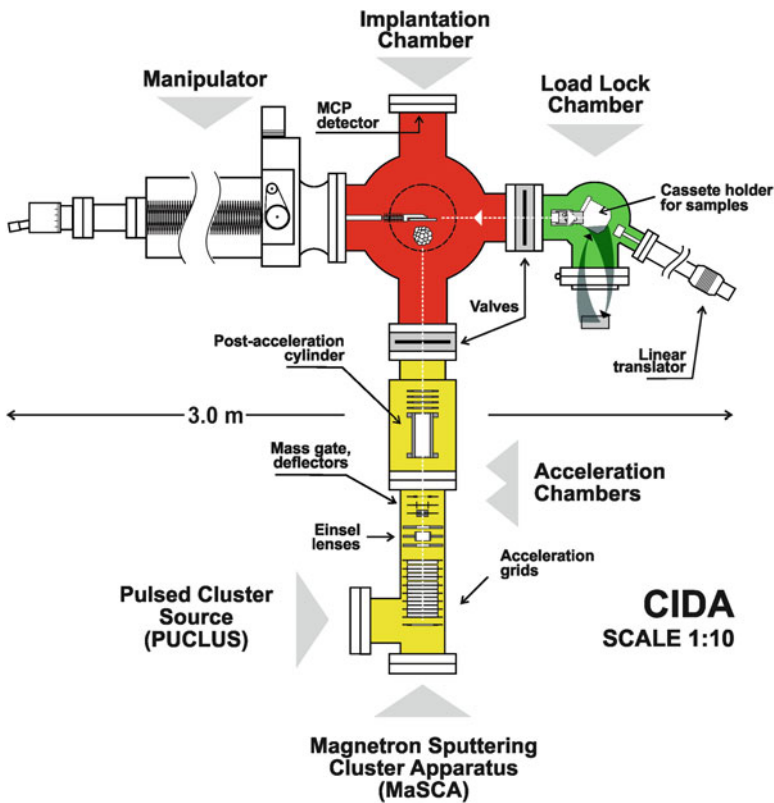 Implantation
Chamber
Manipulator
Load Lock
Chamber
MCP
detector
Cassete holder
for samples
Valves
Post-acceleration
cylinder
Linear
translator
3.0 m
Mass gate,
deflectors
Acceleration
Chambers
Einsel
lenses
Acceleration
grids
Pulsed Cluster
Source
(PUCLUS)
CIDA
SCALE 1:10
Magnetron Sputtering
Cluster Apparatus
(MaSCA)